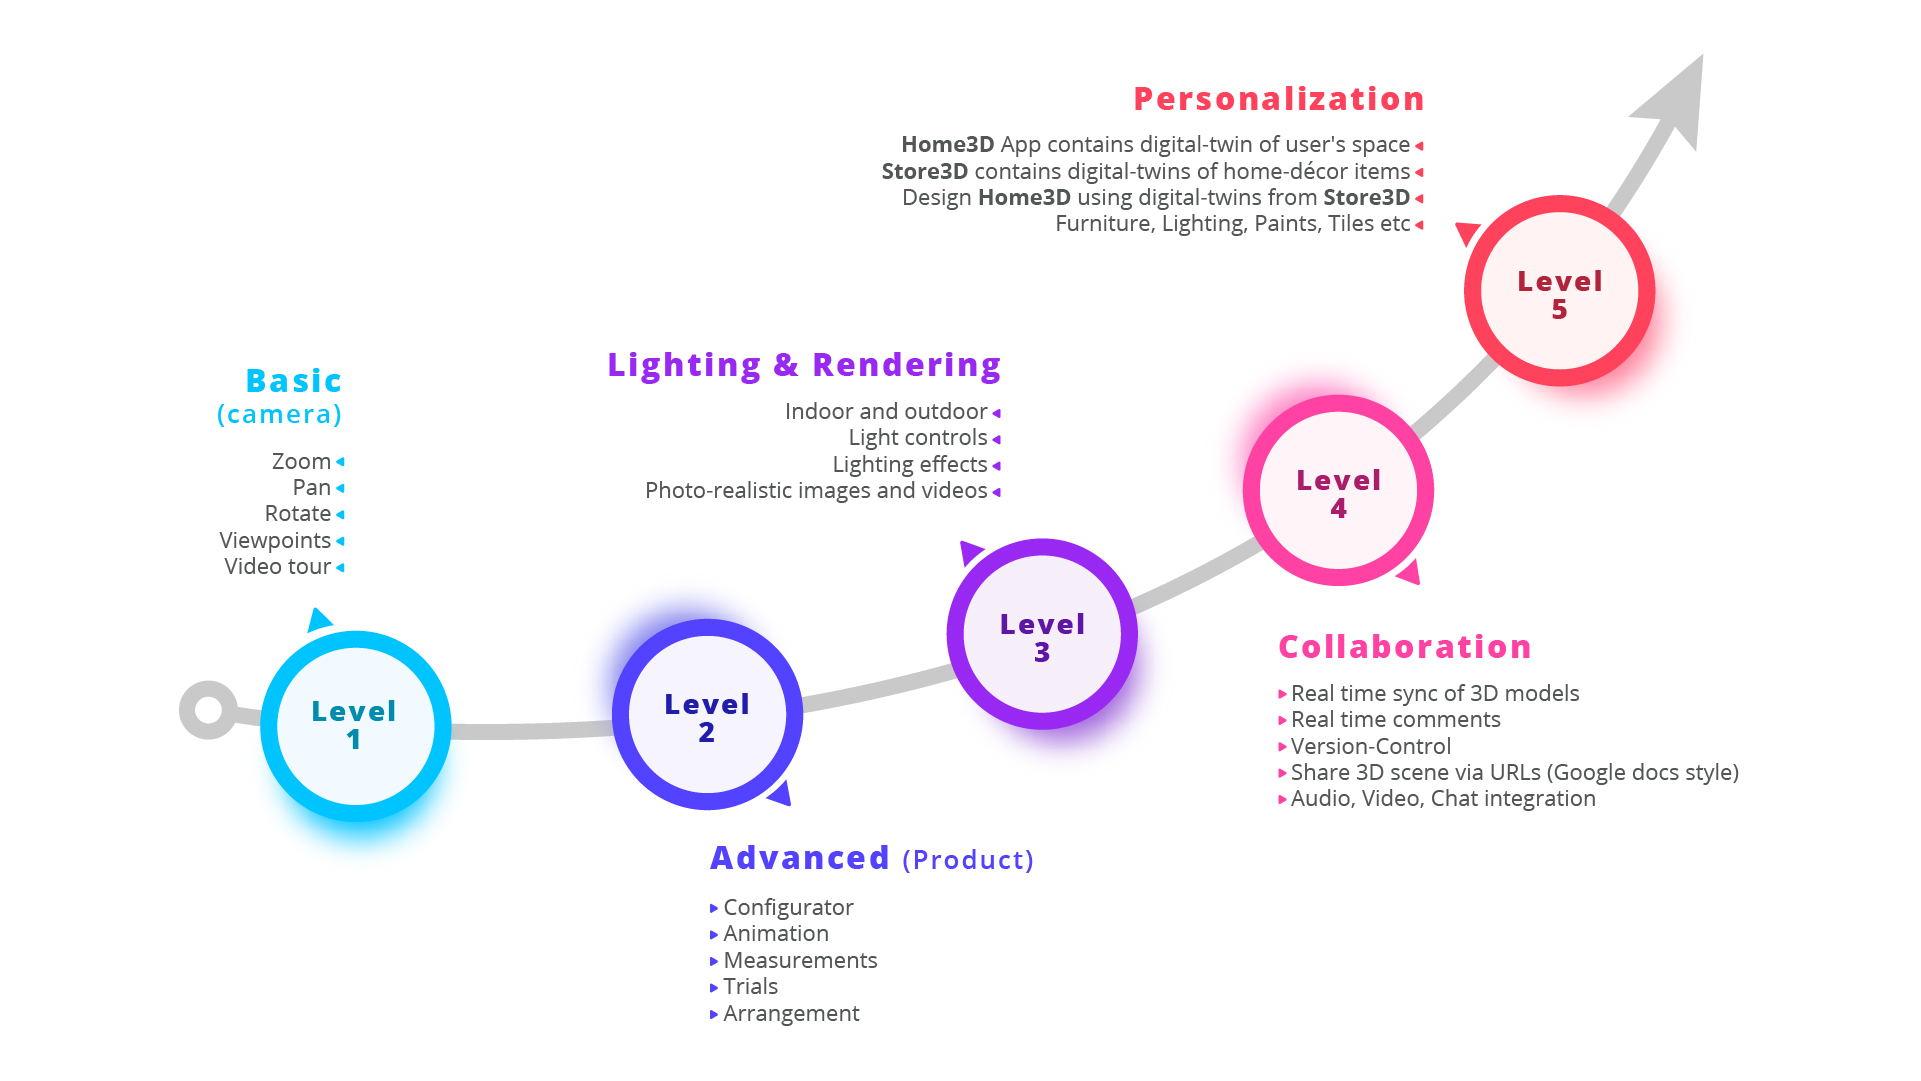 Personalization
Home3D App contains digital-twin of user's space
Store3D contains digital-twins of home-décor items
Design Home3D using digital-twins from Store3D
Furniture, Lighting, Paints, Tiles etc
Level
5
Lighting & Rendering
Indoor and outdoor
Light controls
Lighting effects
Photo-realistic images and videos
Basic
(camera)
Zoom
Pan
Rotate
Viewpoints
Video tour
Level
4
Level
3
Level
2
Level
1
Collaboration
Real time sync of 3D models
Real time comments
Version-Control
Share 3D scene via URLs (Google docs style)
Audio, Video, Chat integration
Advanced (Product)
Configurator
Animation
Measurements
Trials
Arrangement